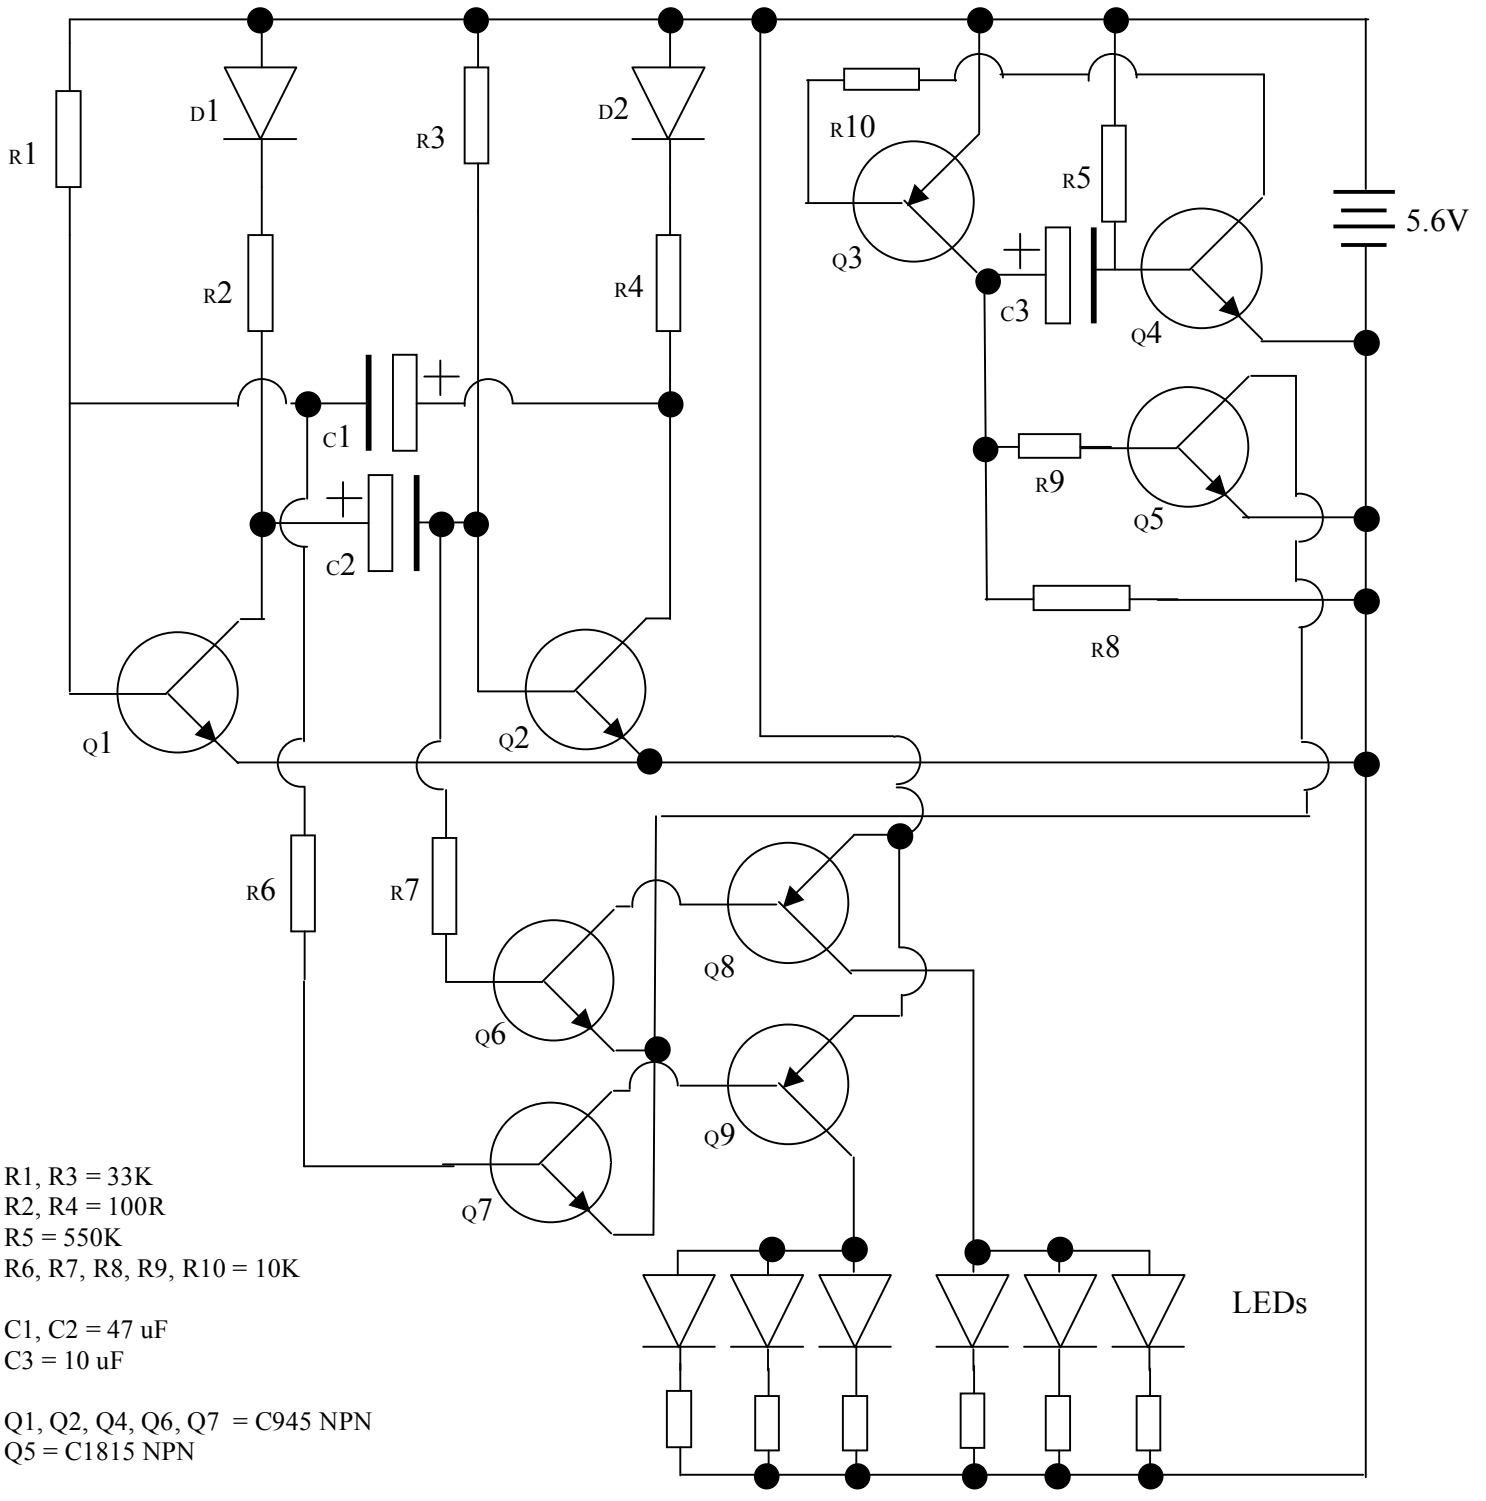 D1
D2
R10
R3
R1
R5
5.6V
Q3
R2
R4
C3
Q4
+
+
C1
R9
+
Q5
C2
R8
Q1
Q2
R6
R7
Q8
Q6
Q9
Q7
LEDs
R1, R3 = 33K
R2, R4 = 100R
R5 = 550K
R6, R7, R8, R9, R10 = 10K
C1, C2 = 47 uF
C3 = 10 uF
Q1, Q2, Q4, Q6, Q7 = C945 NPN
Q5 = C1815 NPN